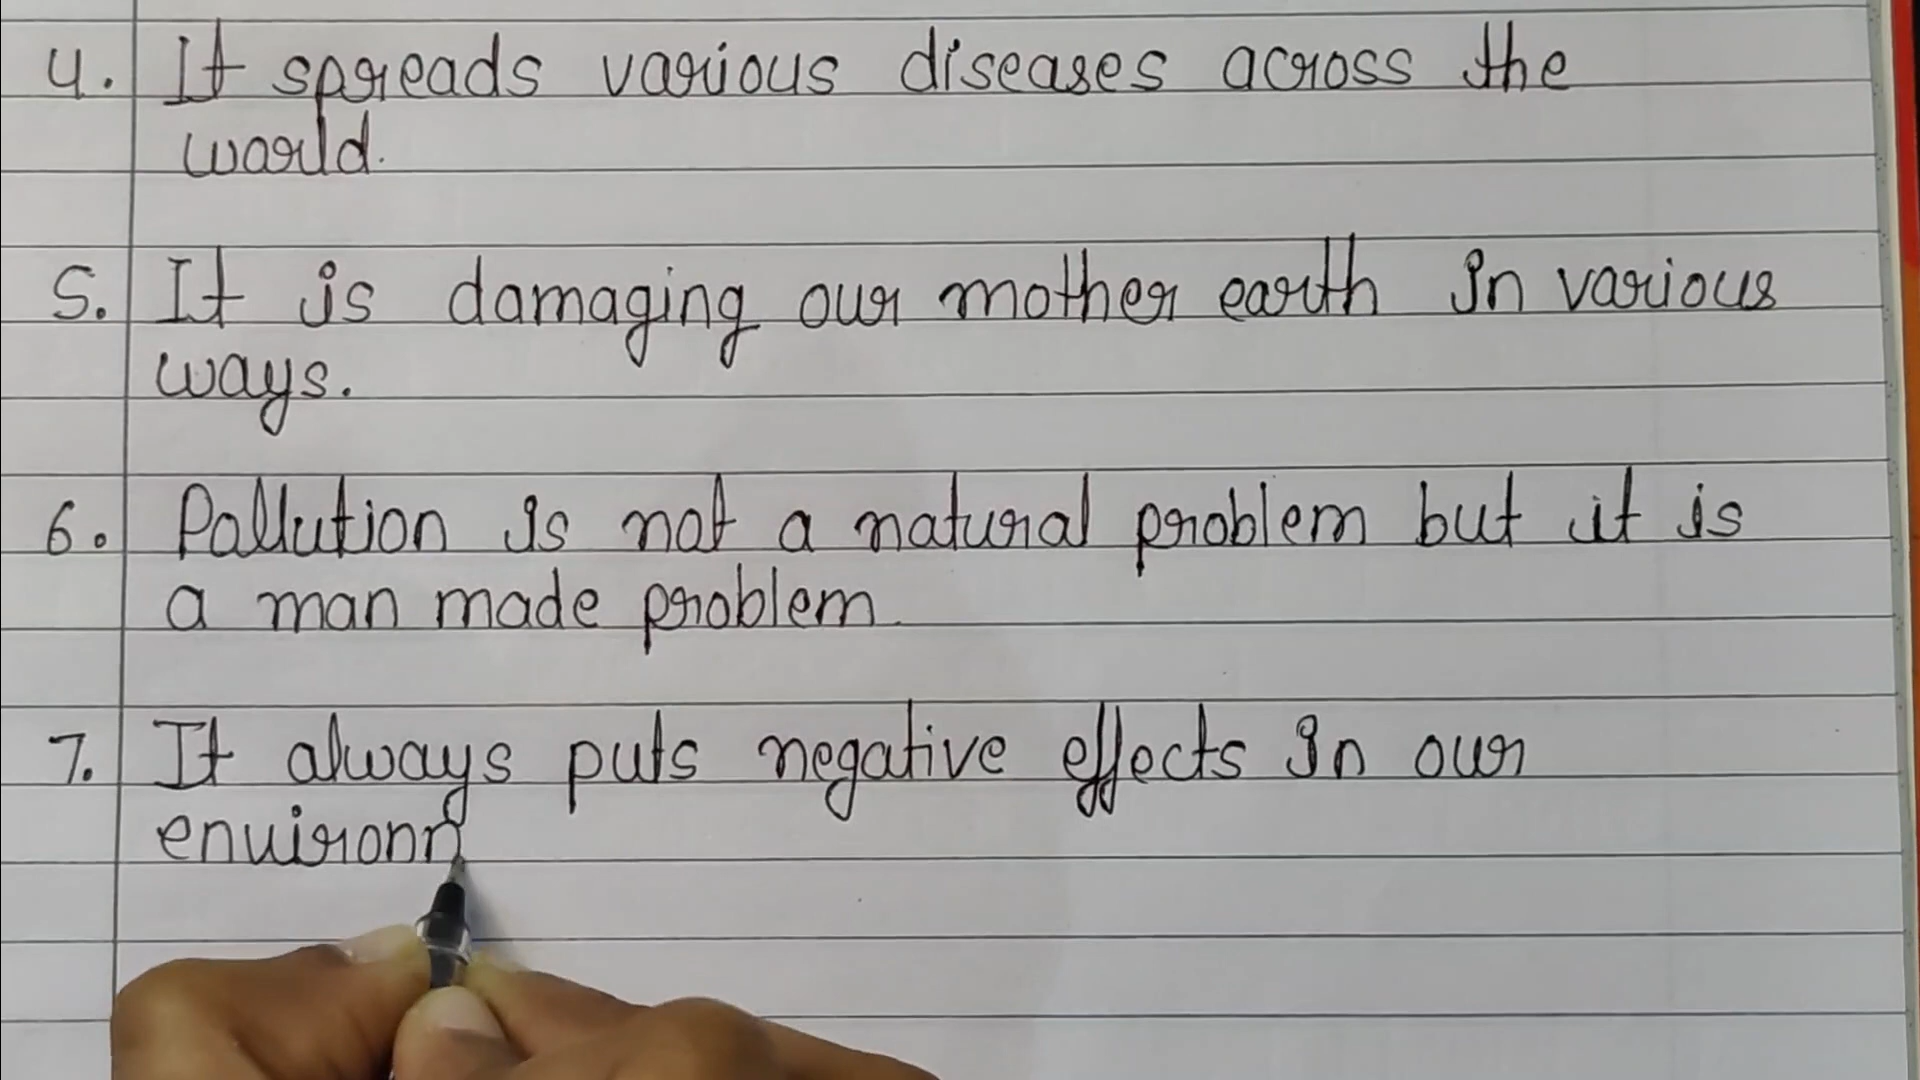 4. It spreads various diseases across the
world.
5. It is damaging our mother earth in various
ways.
6. Pollution is not a natural problem but it is
a man made problem.
7. It always puts negative effects in our
environm